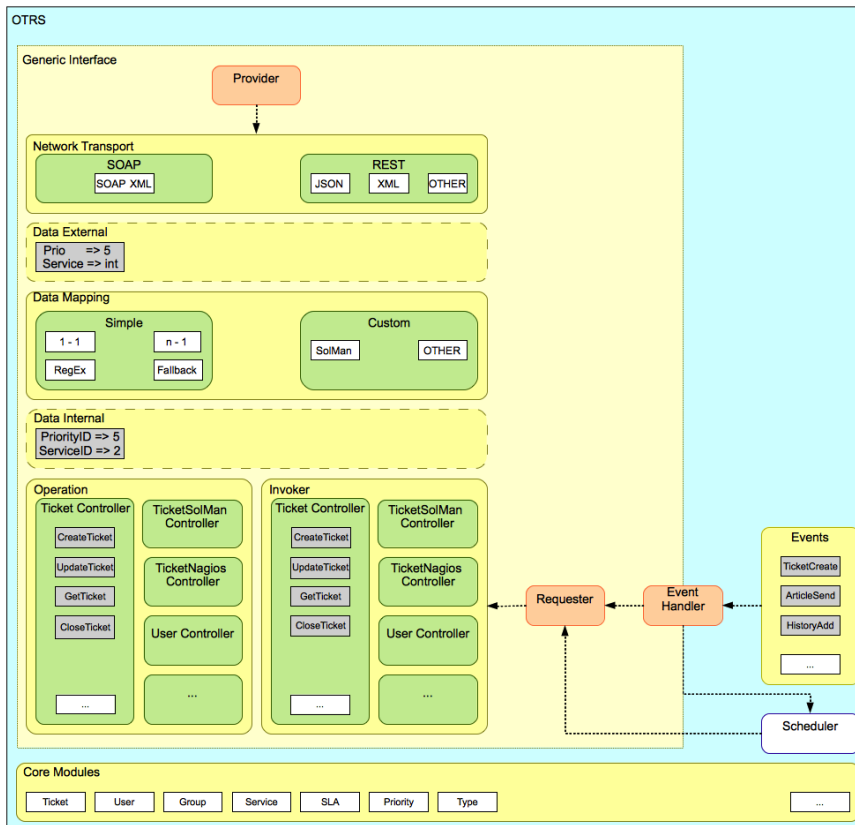 OTRS
Generic Interface
Provider
Network Transport
SOAP
SOAP XML
REST
JSON
XML
OTHER
Data External
Prio => 5
Service => int
Data Mapping
Simple
1 - 1
n - 1
RegEx
Fallback
Custom
SolMan
OTHER
Data Internal
PriorityID => 5
ServiceID => 2
Operation
Ticket Controller
CreateTicket
UpdateTicket
GetTicket
CloseTicket
...
TicketSolMan
Controller
TicketNagios
Controller
User Controller
...
Invoker
Ticket Controller
CreateTicket
UpdateTicket
GetTicket
CloseTicket
...
TicketSolMan
Controller
TicketNagios
Controller
User Controller
...
Requester
Event
Handler
Events
TicketCreate
ArticleSend
HistoryAdd
...
Scheduler
Core Modules
Ticket
User
Group
Service
SLA
Priority
Type
...